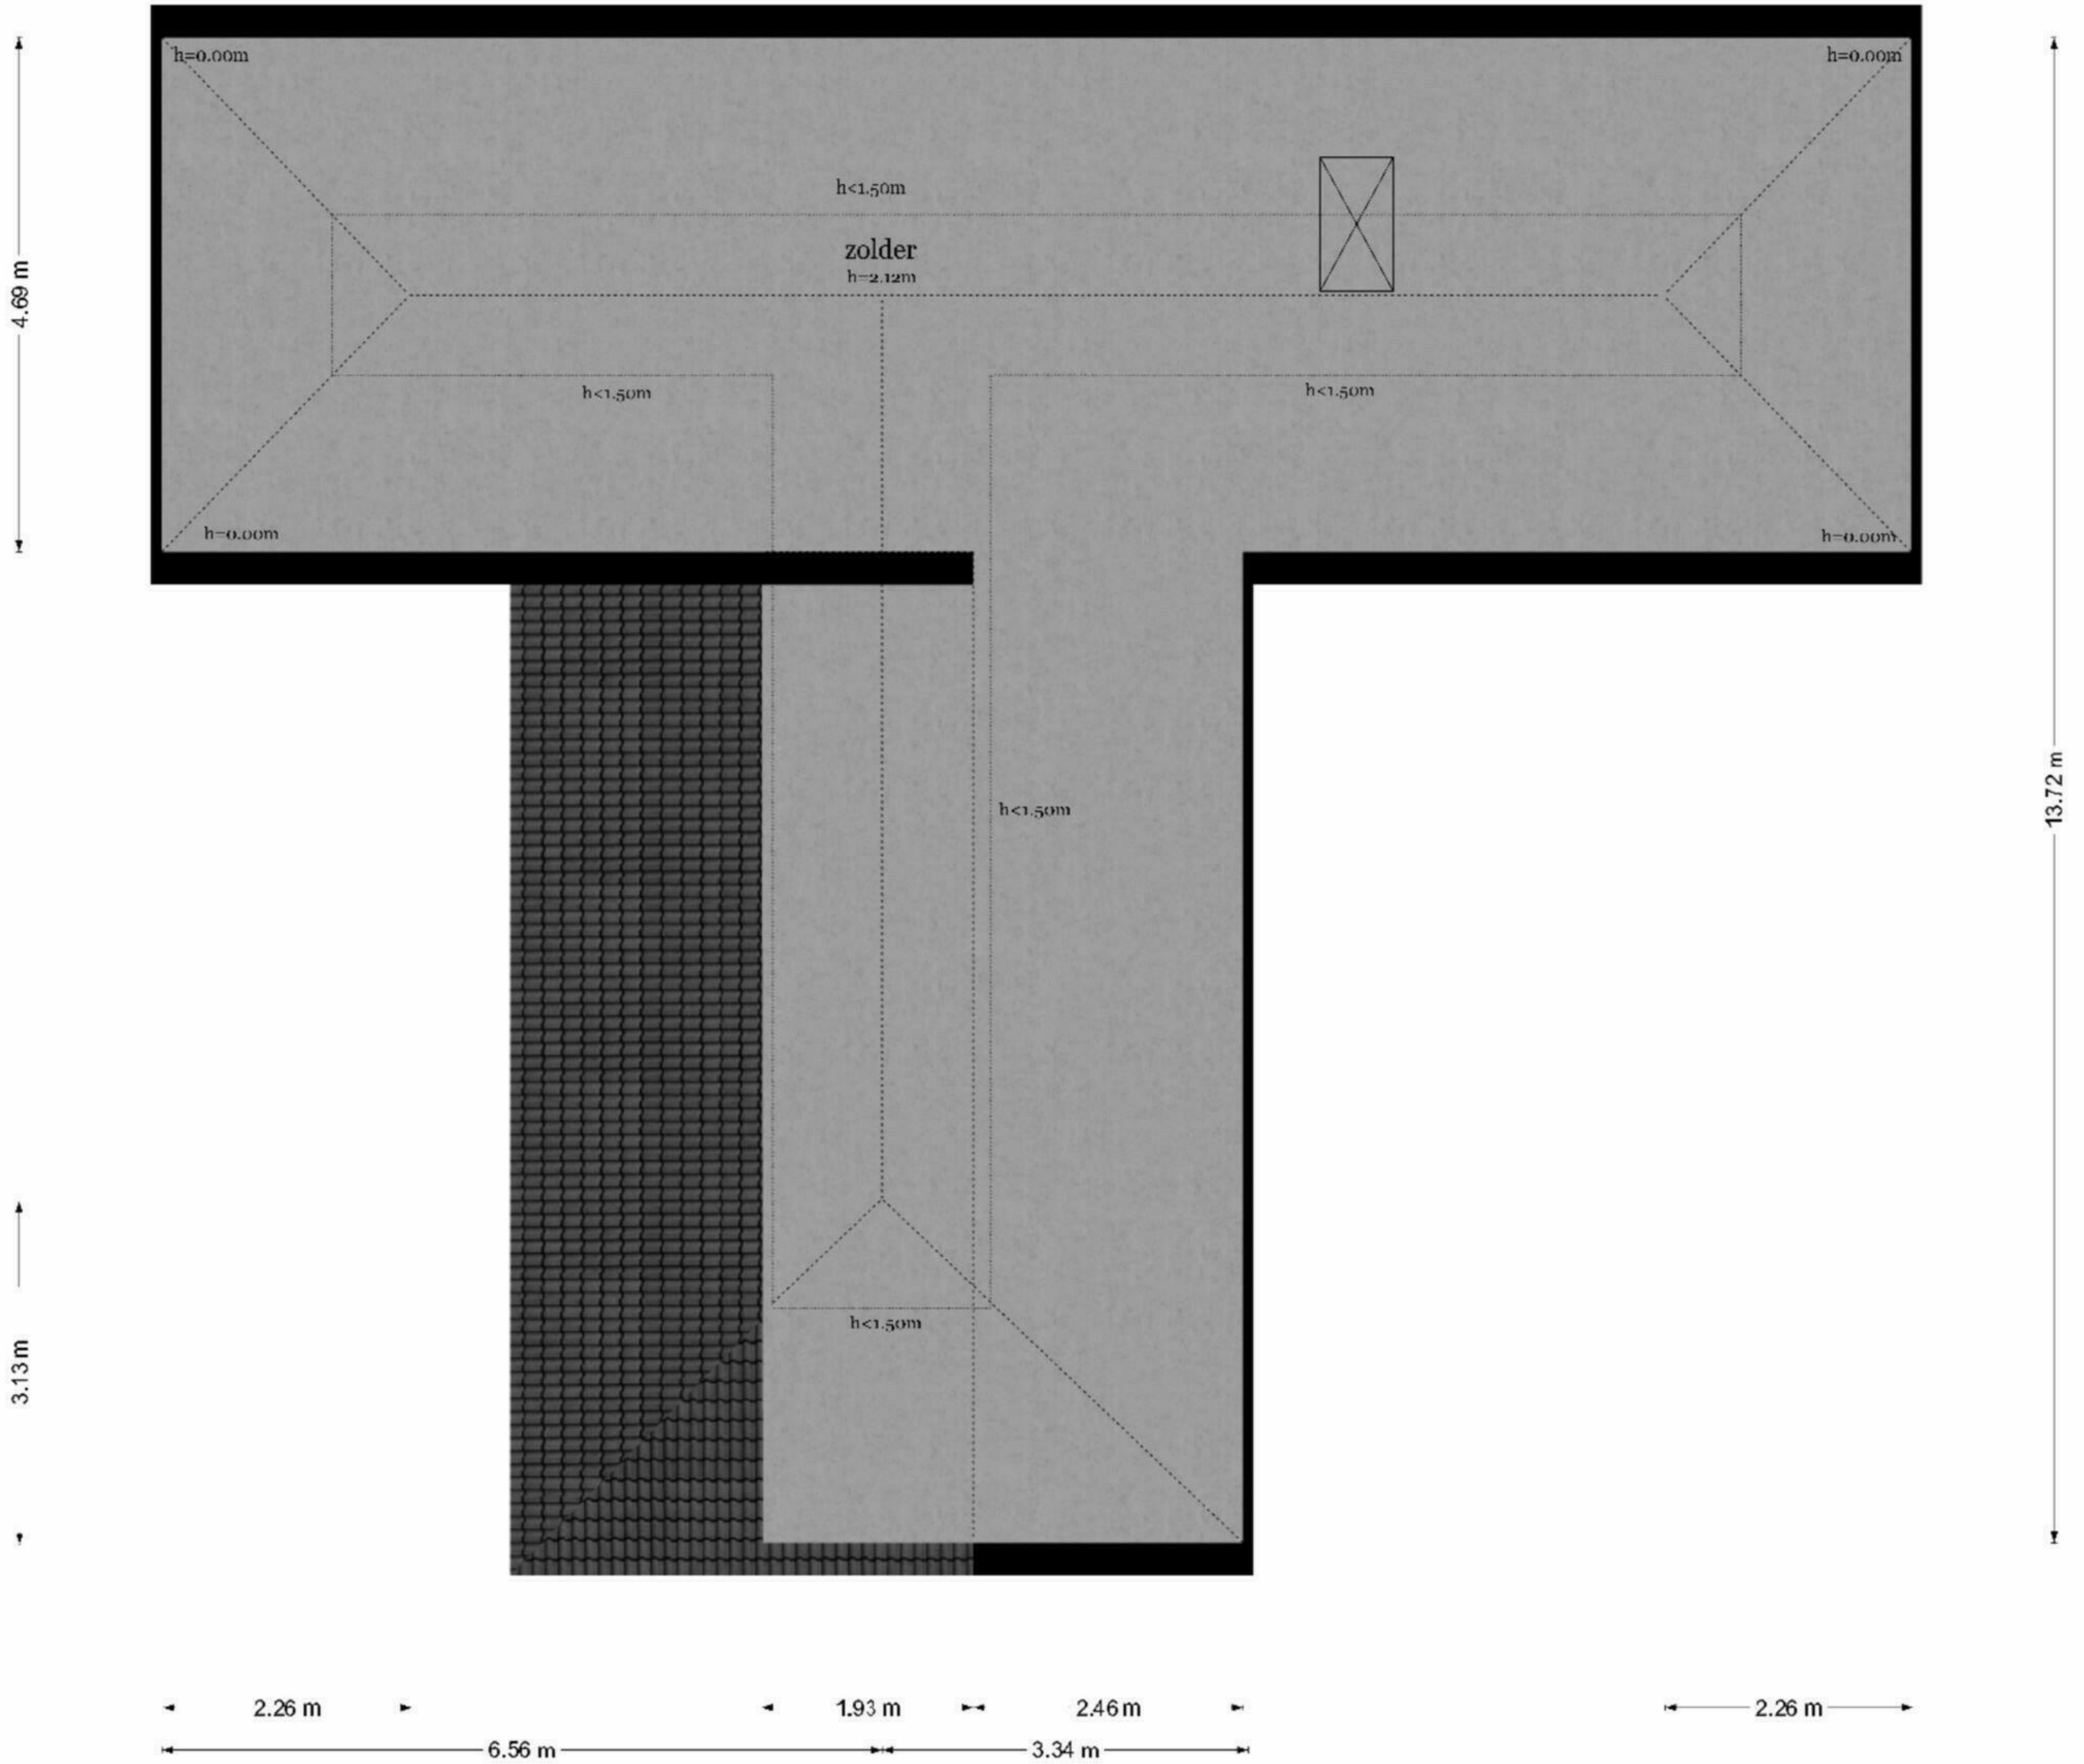 h=0.00m
h=0.00m
h<1.50m
zolder
h=2.12m
4.69 m
h<1.50m
h<1.50m
h=0.00m
h=0.00m
13.72 m
h<1.50m
h<1.50m
3.13 m
2.26 m
1.93 m
2.46 m
2.26 m
6.56 m
3.34 m